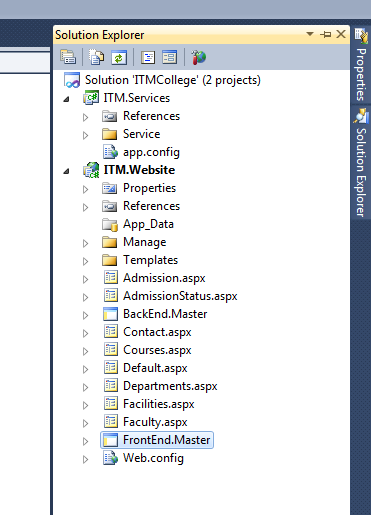 Solution Explorer
Solution 'ITMCollege' (2 projects)
ITM.Services
References
Service
app.config
ITM.Website
Properties
References
App_Data
Manage
Templates
Admission.aspx
AdmissionStatus.aspx
BackEnd.Master
Contact.aspx
Courses.aspx
Default.aspx
Departments.aspx
Facilities.aspx
Faculty.aspx
FrontEnd.Master
Web.config
Properties
Solution Explorer